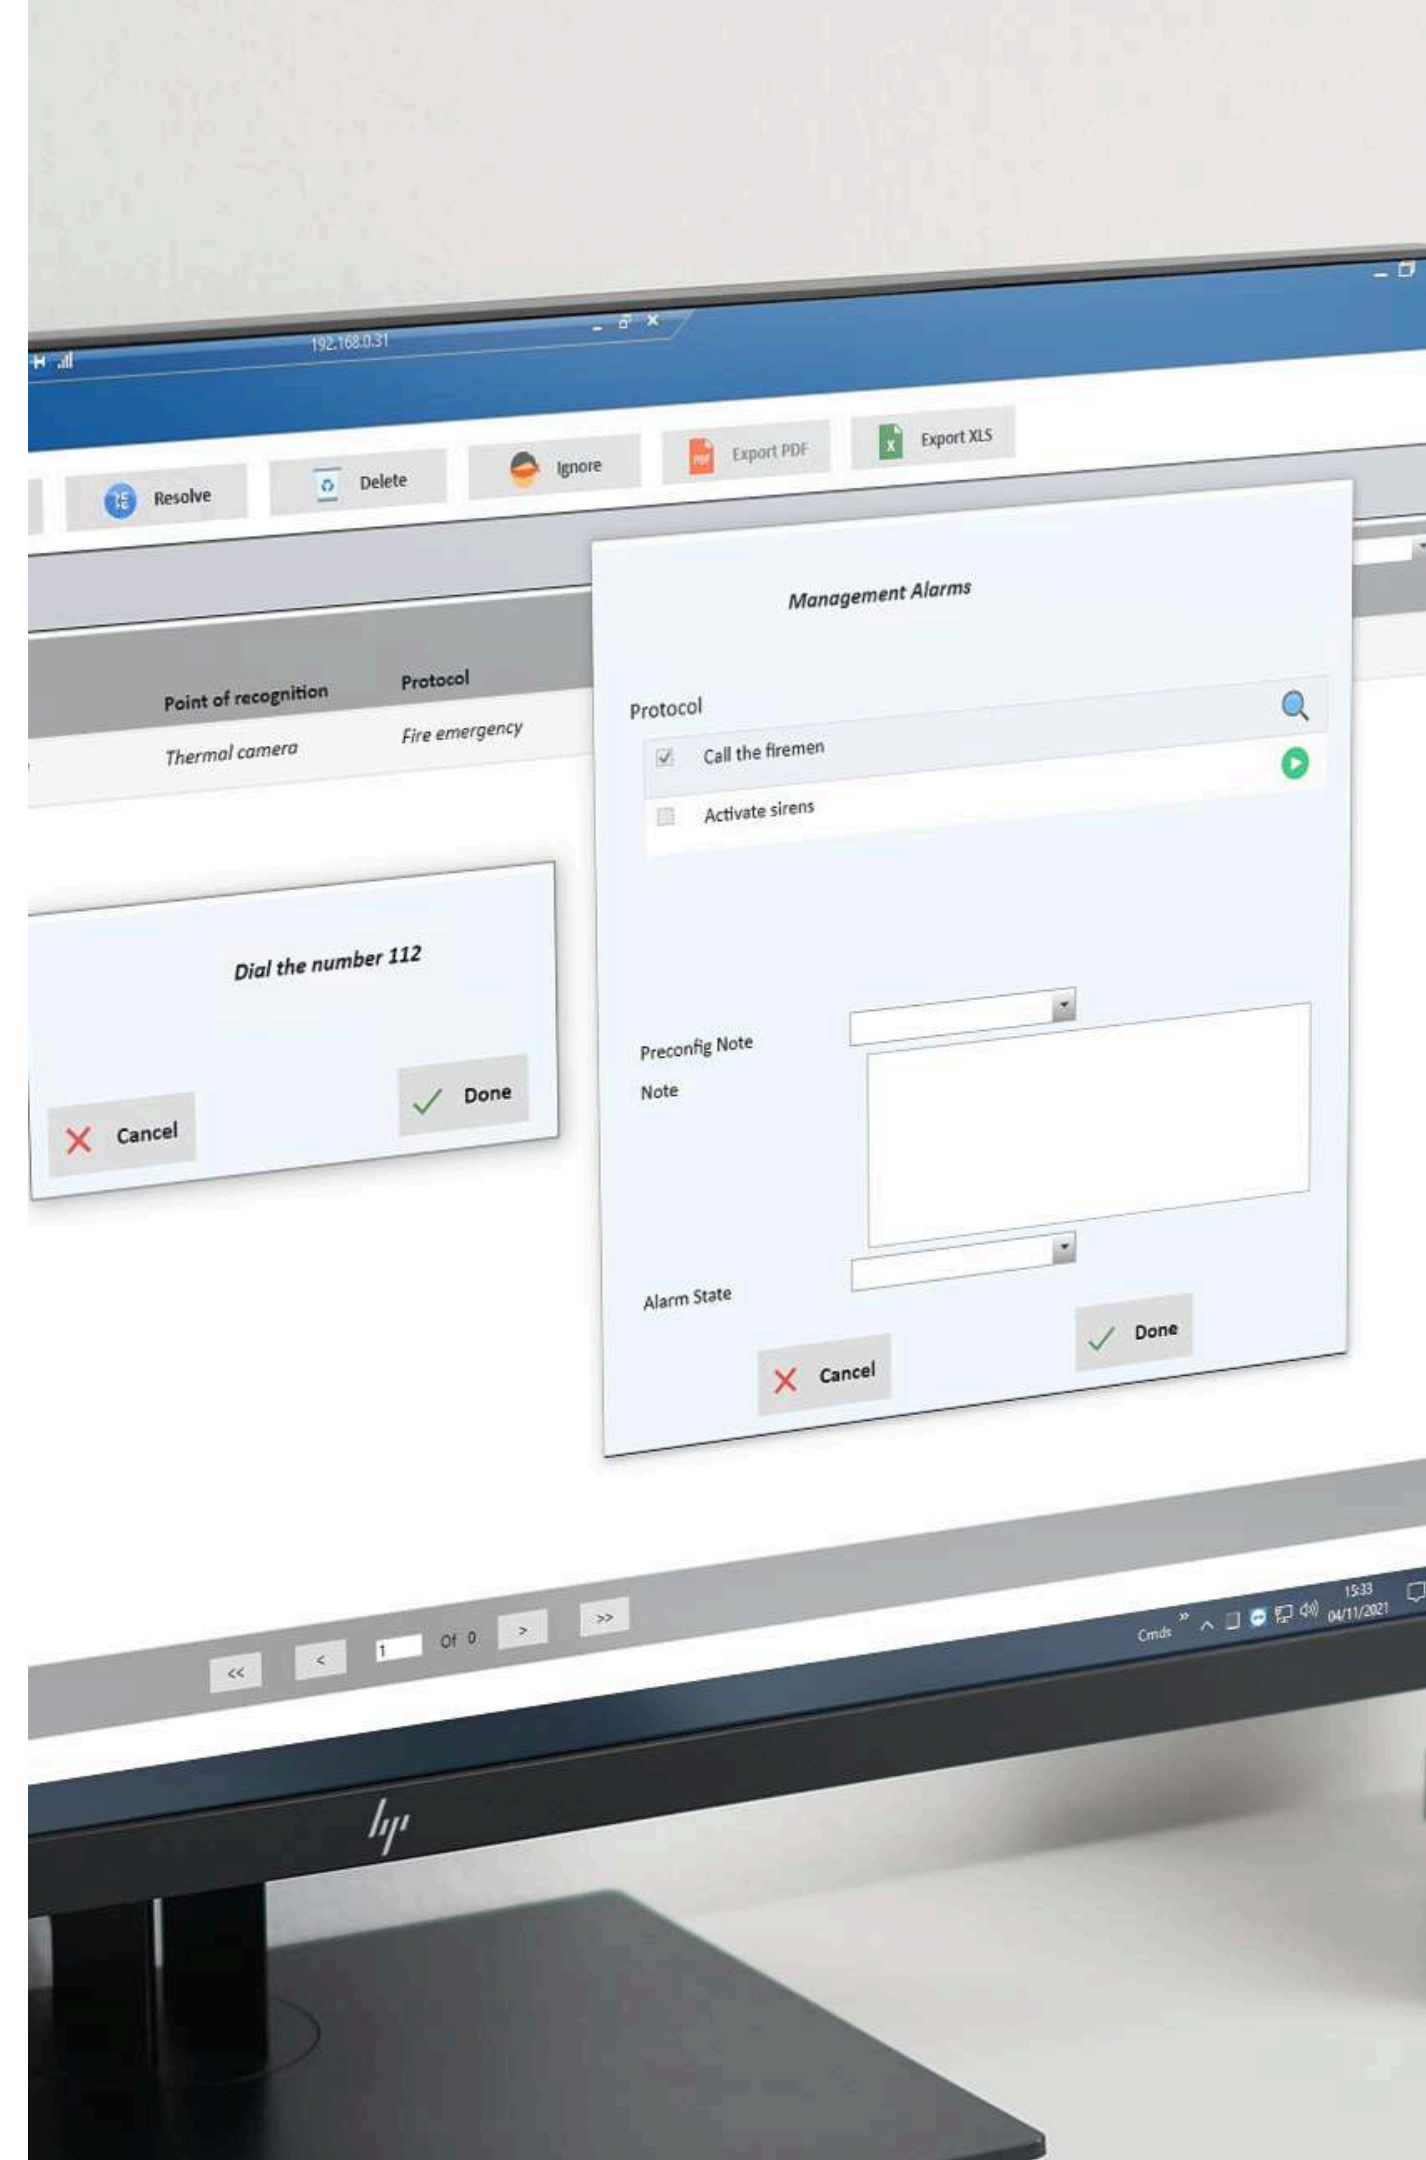 192.168.0.31
Resolve
Delete
Ignore
PDF
Export PDF
X
Export XLS
Point of recognition
Protocol
Thermal camera
Fire emergency
Management Alarms
Protocol
Call the firemen
Activate sirens
Dial the number 112
Cancel
Done
Preconfig Note
Note
Alarm State
Cancel
Done
<<
<
1
Of 0
>
>>
Cmds
»
15:33
04/11/2021
hp